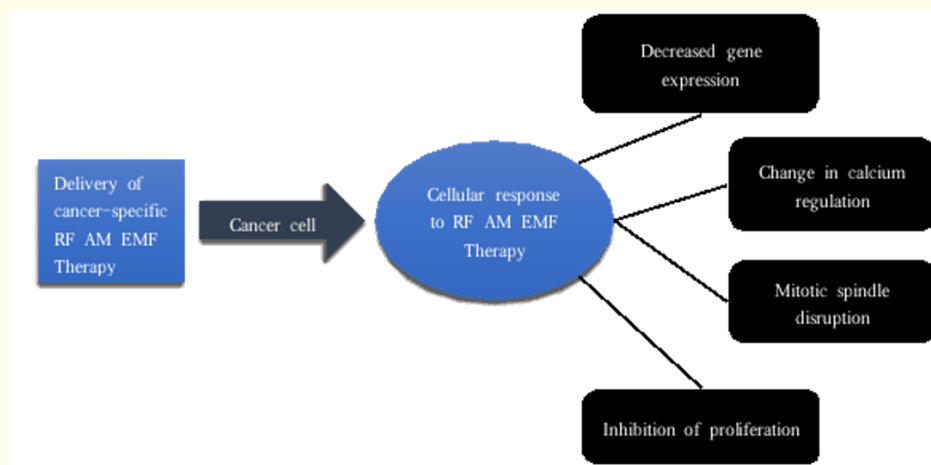 Delivery of
cancer-specific
RF AM EMF
Therapy
Cancer cell
Cellular response
to RF AM EMF
Therapy
Decreased gene
expression
Change in calcium
regulation
Mitotic spindle
disruption
Inhibition of proliferation